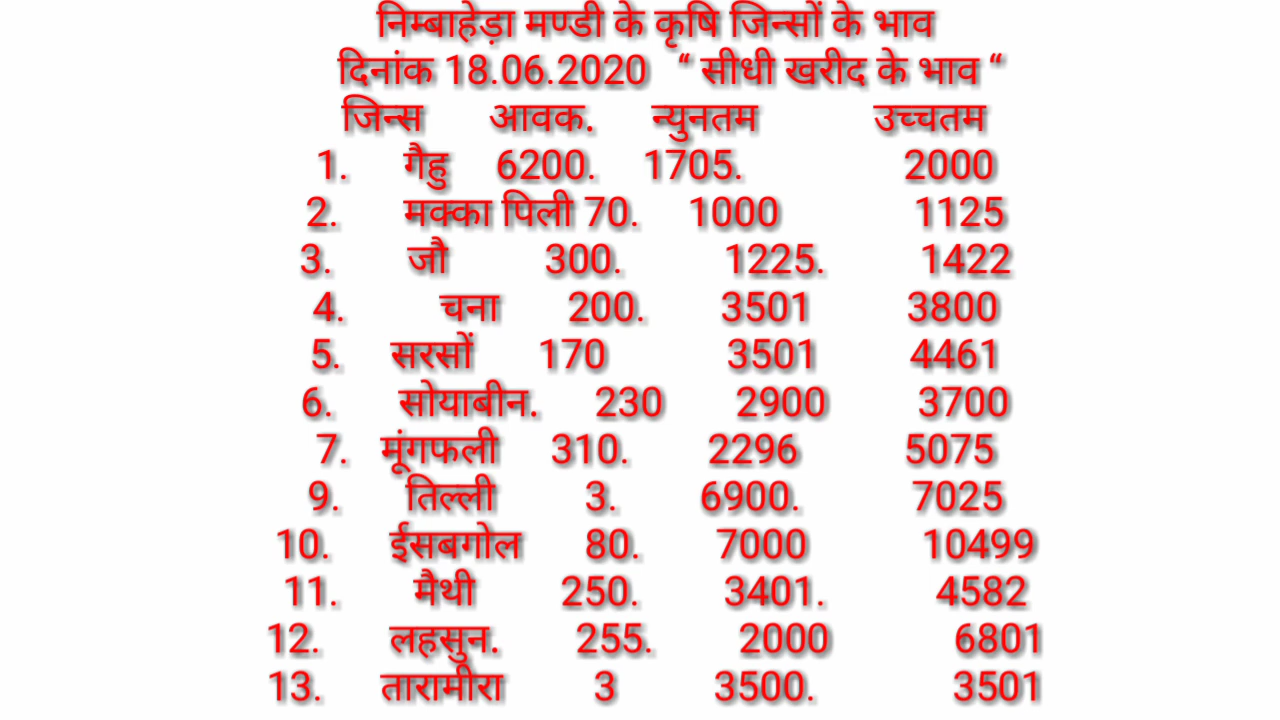 निम्बाहेड़ा मण्डी के कृषि जिन्सों के भाव
दिनांक 18.06.2020 “ सीधी खरीद के भाव “
जिन्स आवक. न्युनतम उच्चतम
1. गैहु 6200. 1705. 2000
2. मक्का पिली 70. 1000 1125
3. जौ 300. 1225. 1422
4. चना 200. 3501 3800
5. सरसों 170 3501 4461
6. सोयाबीन. 230 2900 3700
7. मूंगफली 310. 2296 5075
9. तिल्ली 3. 6900. 7025
10. ईसबगोल 80. 7000 10499
11. मैथी 250. 3401. 4582
12. लहसुन. 255. 2000 6801
13. तारामीरा 3 3500. 3501